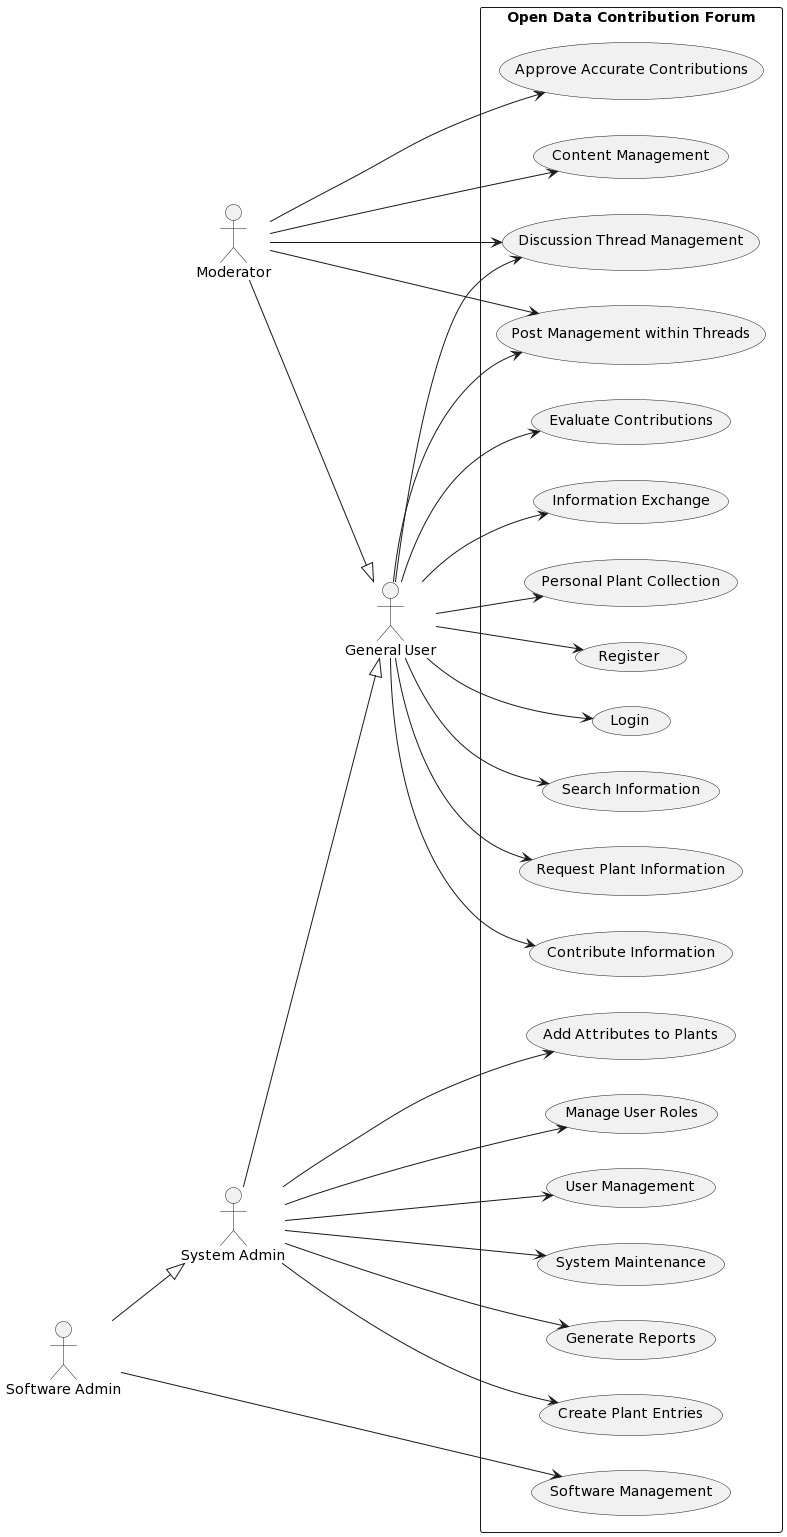 Open Data Contribution Forum
Approve Accurate Contributions
Content Management
Discussion Thread Management
Moderator
Post Management within Threads
Evaluate Contributions
Information Exchange
Personal Plant Collection
General User
Register
Login
Search Information
Request Plant Information
Contribute Information
Add Attributes to Plants
Manage User Roles
User Management
System Admin
System Maintenance
Generate Reports
Software Admin
Create Plant Entries
Software Management